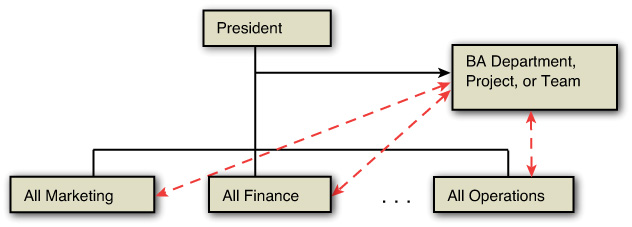 President
BA Department,
Project, or Team
All Marketing
All Finance
. . .
All Operations